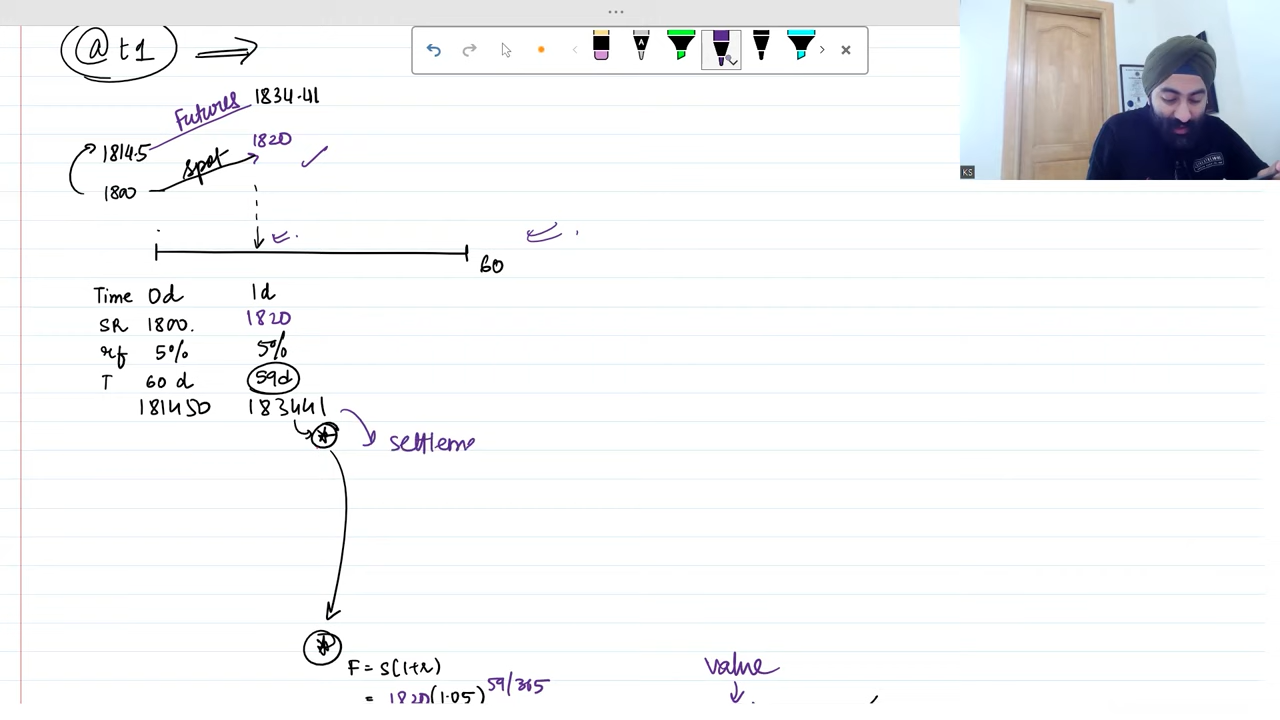 @ t1
Futures 1834.41
1814.5 spot 1820
1800
60
Time 0d 1d
SR 1800. 1820
rf 5% 5%
T 60 d 59d
181450 183441
settleme
F = S(1+r)
= 1820(1.05)^59/365
value
KS